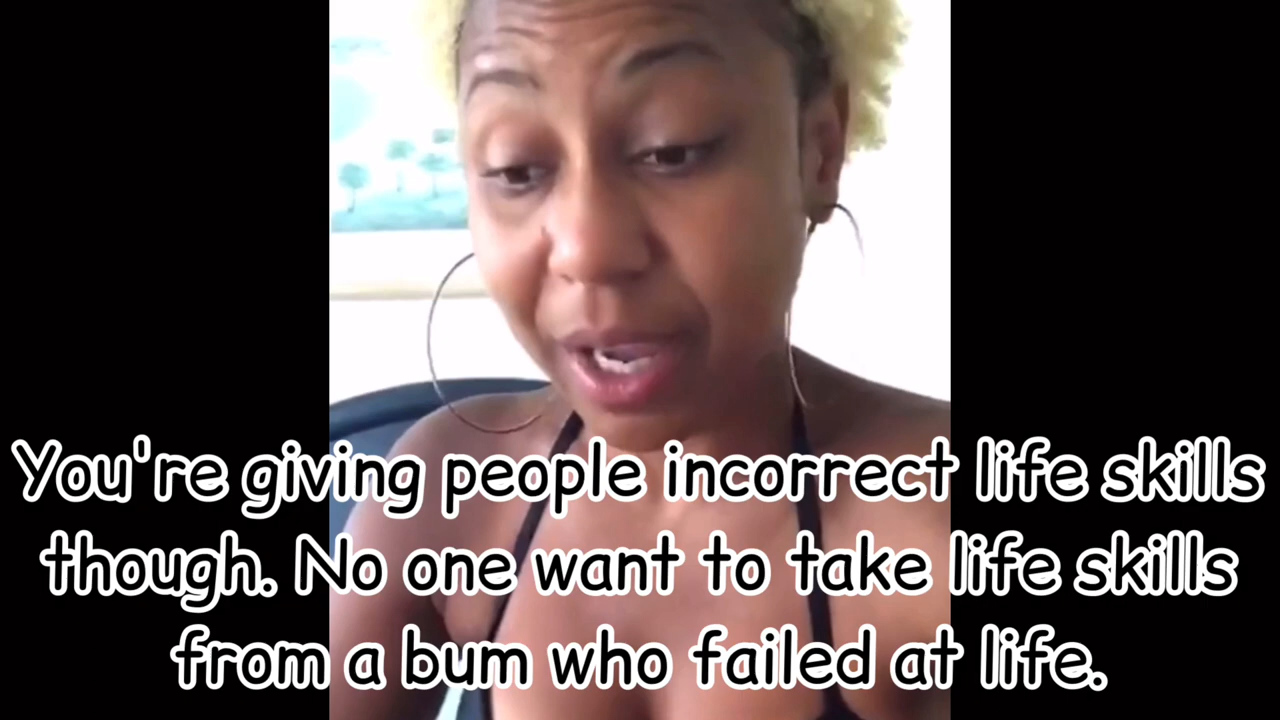 You're giving people incorrect life skills
though. No one want to take life skills
from a bum who failed at life.